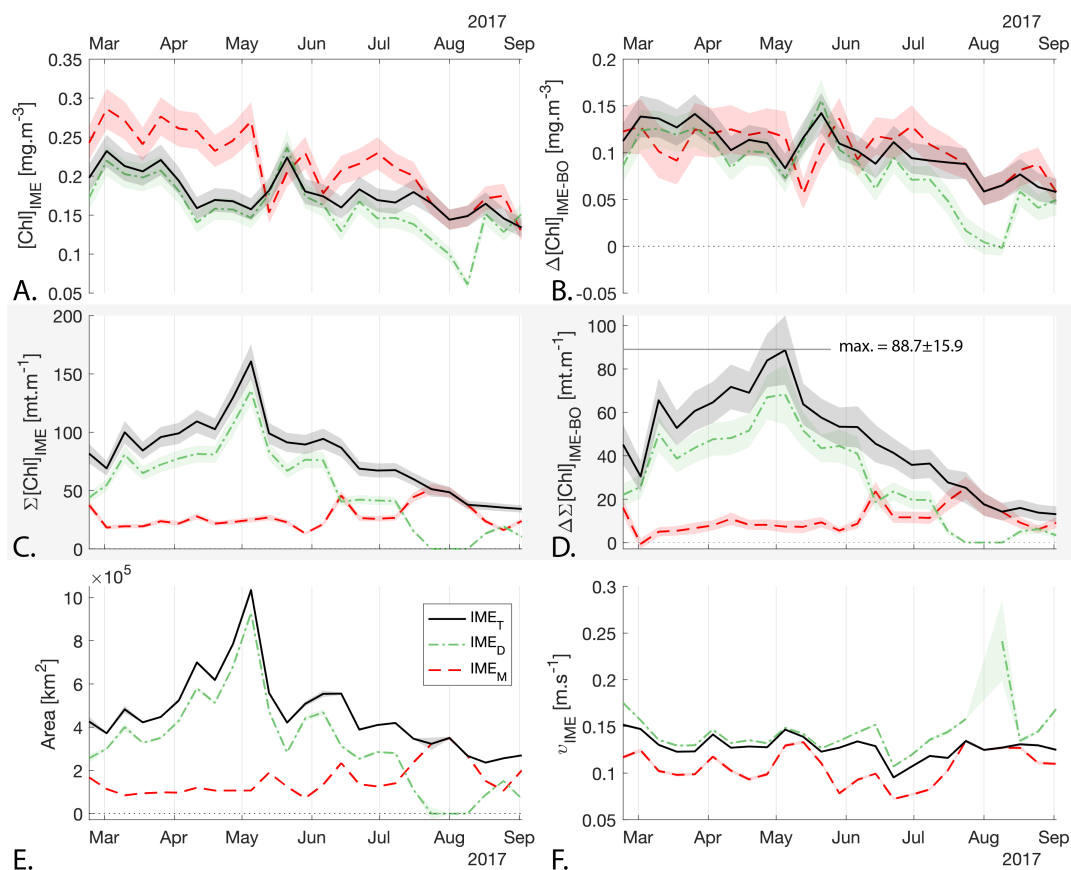 2017
Mar Apr May Jun Jul Aug Sep
0.35
0.3
0.25
0.2
0.15
0.1
0.05
[Chl]IME [mg.m-3]
A.
2017
Mar Apr May Jun Jul Aug Sep
0.2
0.15
0.1
0.05
0
-0.05
Δ[Chl]IME-BO [mg.m-3]
B.
200
150
100
50
0
Σ[Chl]IME [mt.m-1]
C.
100
80
60
40
20
0
ΔΣ[Chl]IME-BO [mt.m-1]
max. = 88.7±15.9
D.
×10^5
10
8
6
4
2
0
Area [km2]
IMET
IMED
IMEM
Mar Apr May Jun Jul Aug Sep
2017
E.
0.3
0.25
0.2
0.15
0.1
0.05
υIME [m.s-1]
Mar Apr May Jun Jul Aug Sep
2017
F.